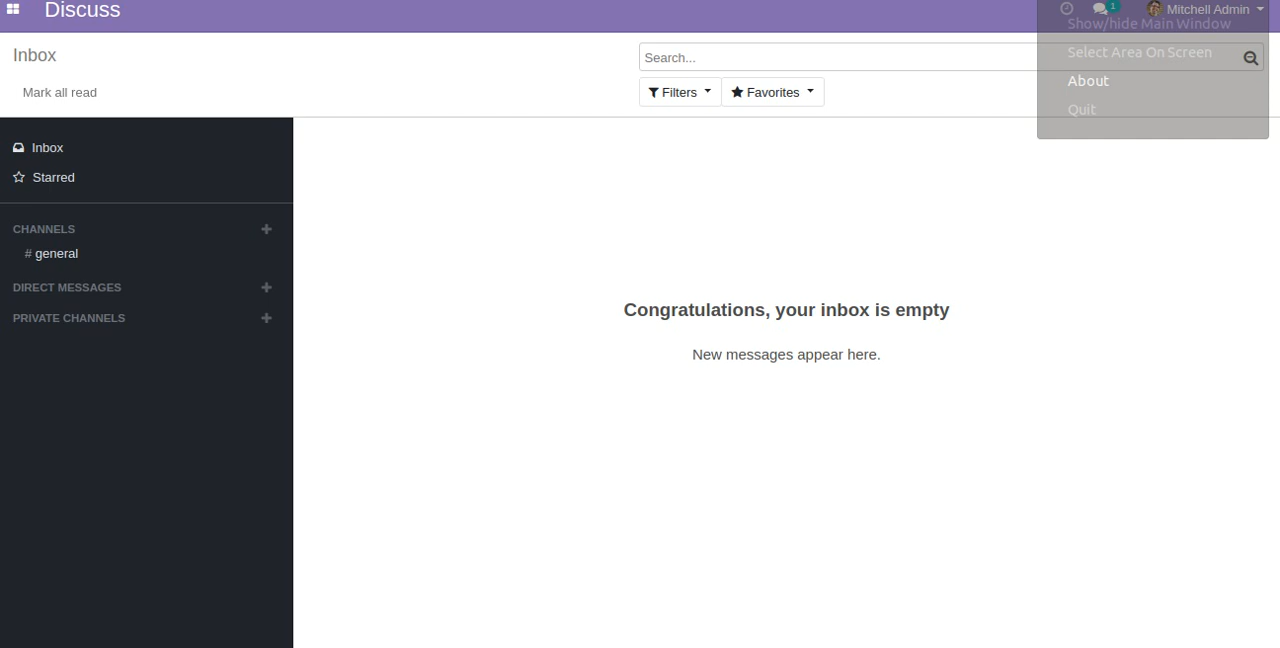 Discuss
1
Mitchell Admin
Show/hide Main Window
Select Area On Screen
About
Quit
Inbox
Search...
Mark all read
Filters
Favorites
Inbox
Starred
CHANNELS
# general
DIRECT MESSAGES
PRIVATE CHANNELS
Congratulations, your inbox is empty
New messages appear here.